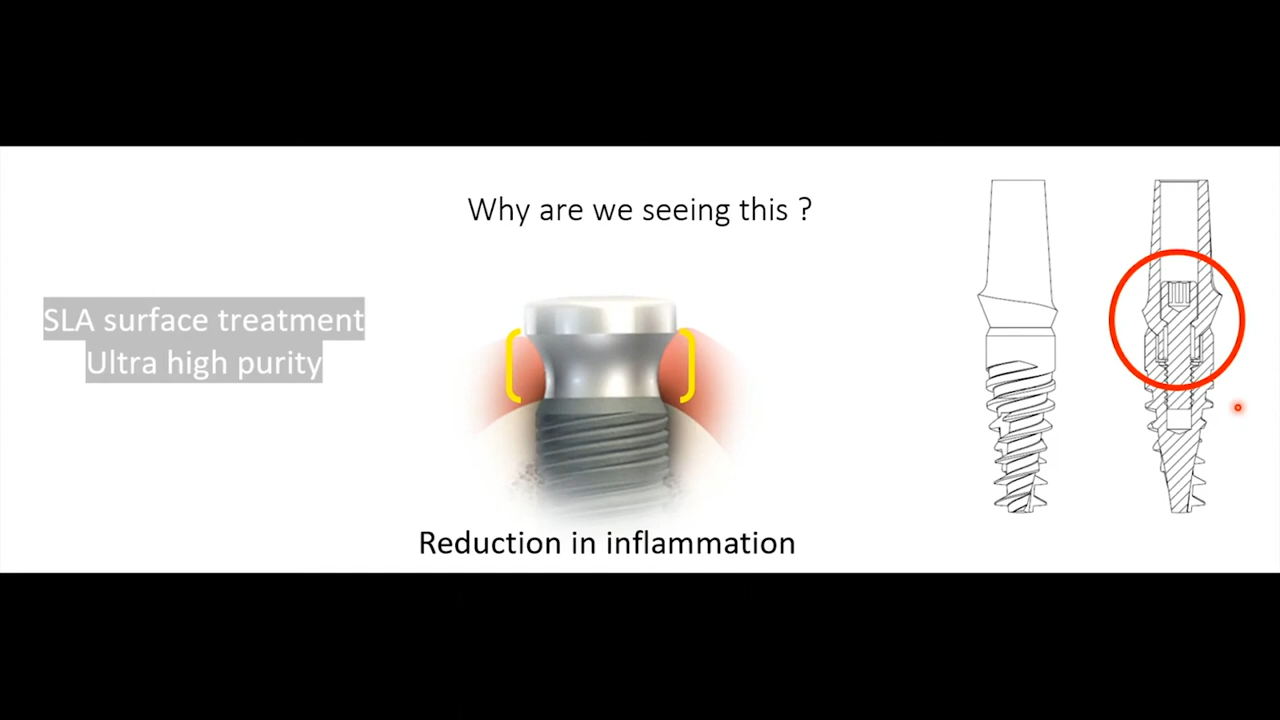 Why are we seeing this ?
SLA surface treatment
Ultra high purity
Reduction in inflammation